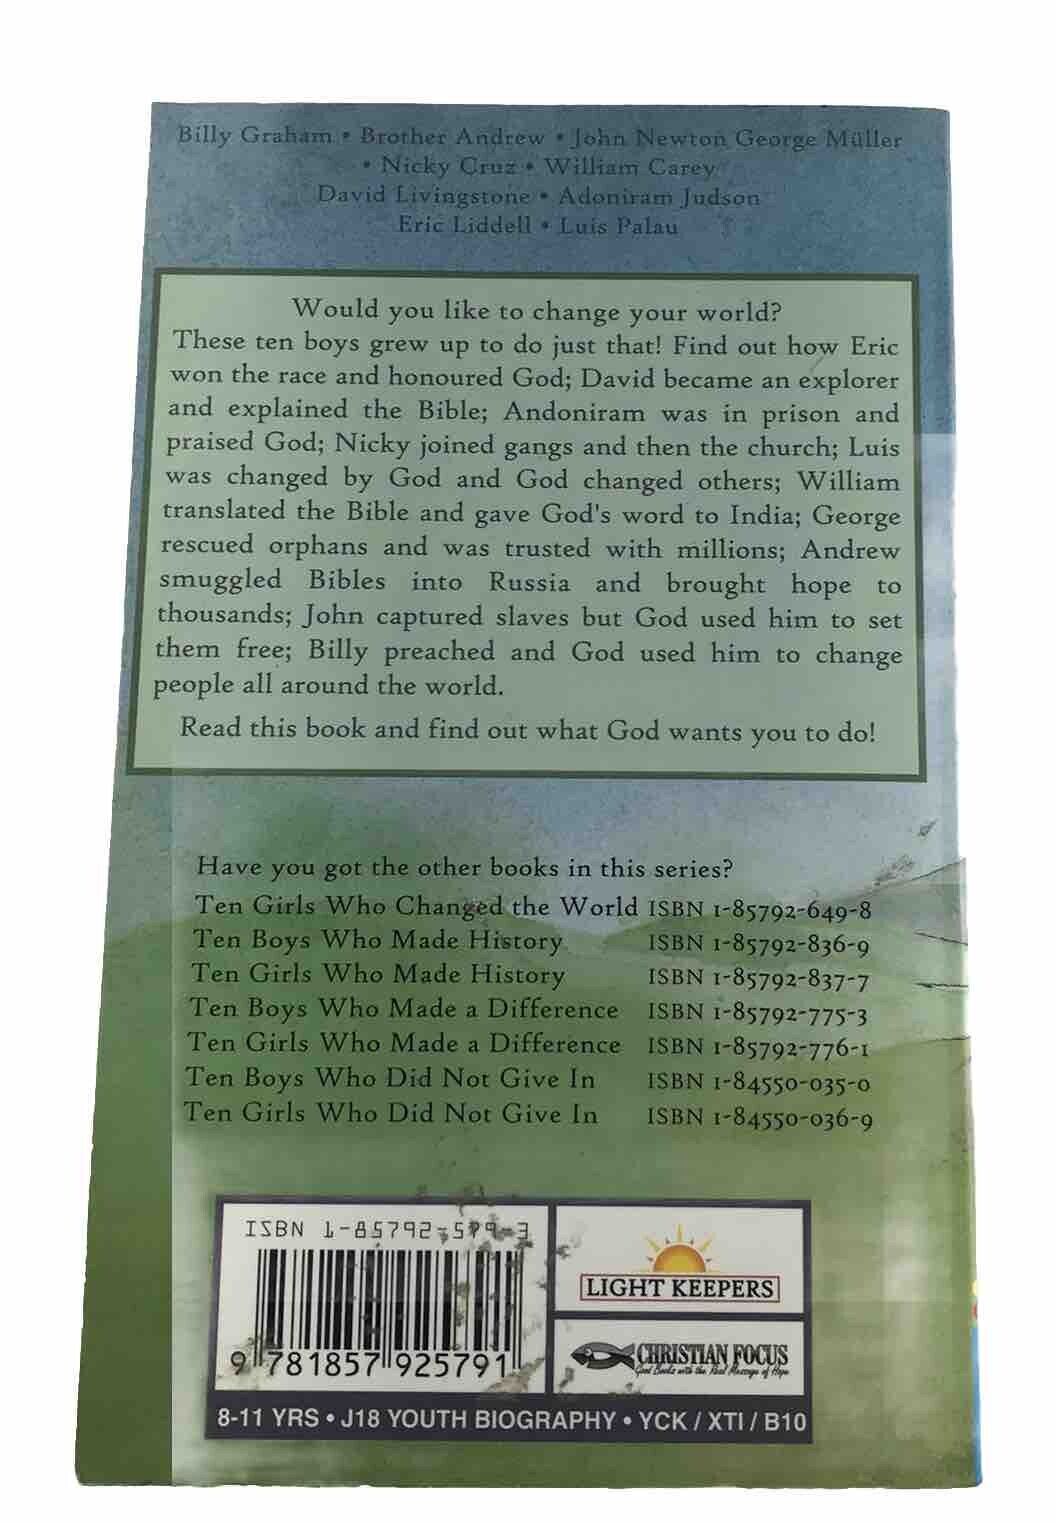 Billy Graham • Brother Andrew • John Newton George Müller
• Nicky Cruz • William Carey
David Livingstone • Adoniram Judson
Eric Liddell • Luis Palau
Would you like to change your world?
These ten boys grew up to do just that! Find out how Eric
won the race and honoured God; David became an explorer
and explained the Bible; Andoniram was in prison and
praised God; Nicky joined gangs and then the church; Luis
was changed by God and God changed others; William
translated the Bible and gave God's word to India; George
rescued orphans and was trusted with millions; Andrew
smuggled Bibles into Russia and brought hope to
thousands; John captured slaves but God used him to set
them free; Billy preached and God used him to change
people all around the world.
Read this book and find out what God wants you to do!
Have you got the other books in this series?
Ten Girls Who Changed the World ISBN 1-85792-649-8
Ten Boys Who Made History ISBN 1-85792-836-9
Ten Girls Who Made History ISBN 1-85792-837-7
Ten Boys Who Made a Difference ISBN 1-85792-775-3
Ten Girls Who Made a Difference ISBN 1-85792-776-1
Ten Boys Who Did Not Give In ISBN 1-84550-035-0
Ten Girls Who Did Not Give In ISBN 1-84550-036-9
ISBN 1-85792-579-3
9 781857 925791
LIGHT KEEPERS
CHRISTIAN FOCUS
Good Books with the Real Message of Hope
8-11 YRS • J18 YOUTH BIOGRAPHY • YCK / XTI / B10